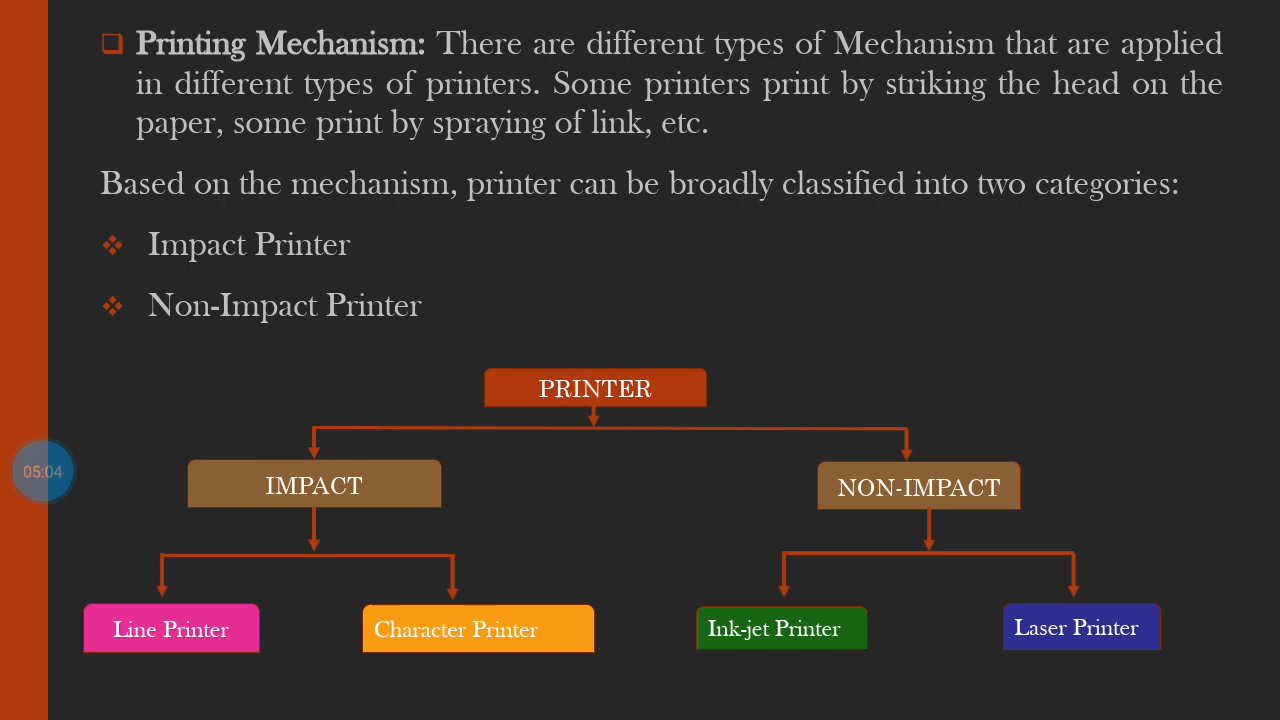 Printing Mechanism: There are different types of Mechanism that are applied
in different types of printers. Some printers print by striking the head on the
paper, some print by spraying of link, etc.
Based on the mechanism, printer can be broadly classified into two categories:
Impact Printer
Non-Impact Printer
PRINTER
IMPACT
NON-IMPACT
05:04
Line Printer
Character Printer
Ink-jet Printer
Laser Printer